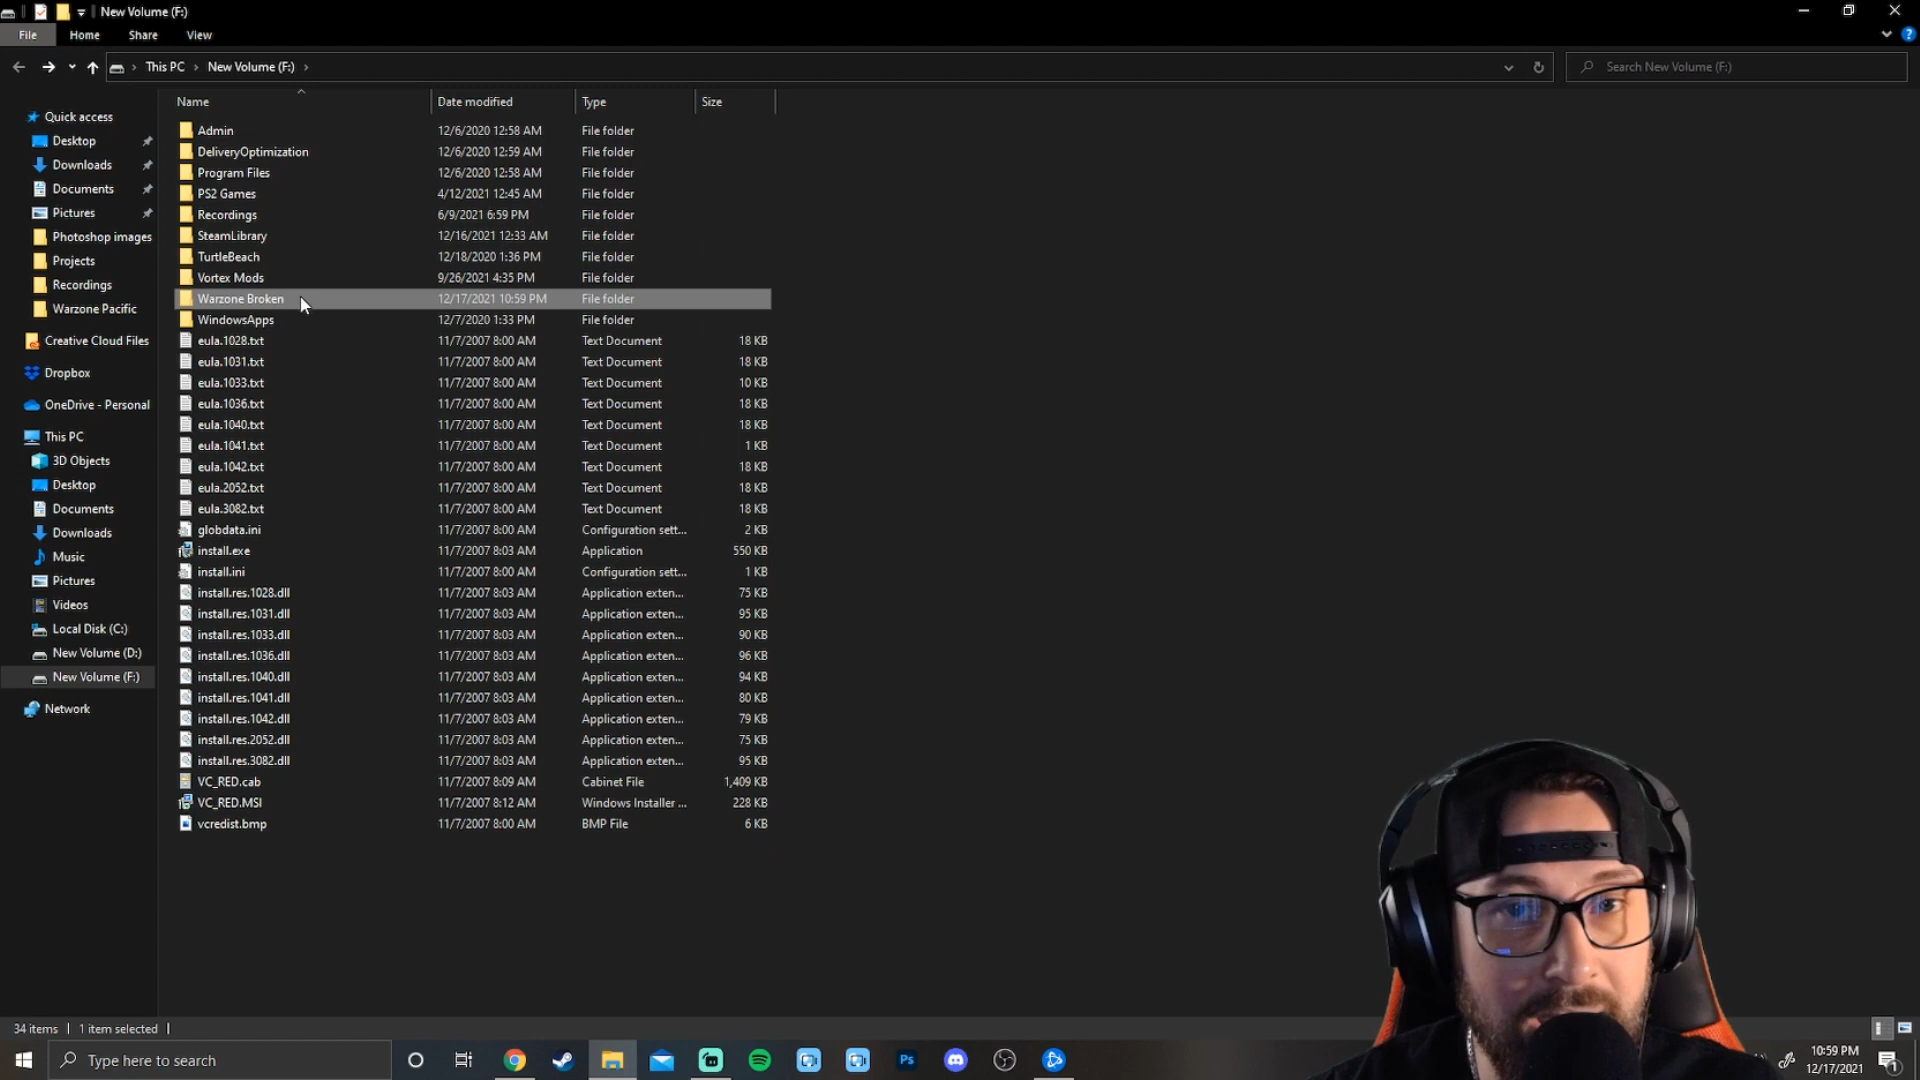 New Volume (F:)
File Home Share View
This PC New Volume (F:)
Search New Volume (F:)
Name Date modified Type Size
Quick access
Desktop
Downloads
Documents
Pictures
Photoshop images
Projects
Recordings
Warzone Pacific
Creative Cloud Files
Dropbox
OneDrive - Personal
This PC
3D Objects
Desktop
Documents
Downloads
Music
Pictures
Videos
Local Disk (C:)
New Volume (D:)
New Volume (F:)
Network
Admin 12/6/2020 12:58 AM File folder
DeliveryOptimization 12/6/2020 12:59 AM File folder
Program Files 12/6/2020 12:58 AM File folder
PS2 Games 4/12/2021 12:45 AM File folder
Recordings 6/9/2021 6:59 PM File folder
SteamLibrary 12/16/2021 12:33 AM File folder
TurtleBeach 12/18/2020 1:36 PM File folder
Vortex Mods 9/26/2021 4:35 PM File folder
Warzone Broken 12/17/2021 10:59 PM File folder
WindowsApps 12/7/2020 1:33 PM File folder
eula.1028.txt 11/7/2007 8:00 AM Text Document 18 KB
eula.1031.txt 11/7/2007 8:00 AM Text Document 18 KB
eula.1033.txt 11/7/2007 8:00 AM Text Document 10 KB
eula.1036.txt 11/7/2007 8:00 AM Text Document 18 KB
eula.1040.txt 11/7/2007 8:00 AM Text Document 18 KB
eula.1041.txt 11/7/2007 8:00 AM Text Document 1 KB
eula.1042.txt 11/7/2007 8:00 AM Text Document 18 KB
eula.2052.txt 11/7/2007 8:00 AM Text Document 18 KB
eula.3082.txt 11/7/2007 8:00 AM Text Document 18 KB
globdata.ini 11/7/2007 8:00 AM Configuration sett... 2 KB
install.exe 11/7/2007 8:03 AM Application 550 KB
install.ini 11/7/2007 8:00 AM Configuration sett... 1 KB
install.res.1028.dll 11/7/2007 8:03 AM Application exten... 75 KB
install.res.1031.dll 11/7/2007 8:03 AM Application exten... 95 KB
install.res.1033.dll 11/7/2007 8:03 AM Application exten... 90 KB
install.res.1036.dll 11/7/2007 8:03 AM Application exten... 96 KB
install.res.1040.dll 11/7/2007 8:03 AM Application exten... 94 KB
install.res.1041.dll 11/7/2007 8:03 AM Application exten... 80 KB
install.res.1042.dll 11/7/2007 8:03 AM Application exten... 79 KB
install.res.2052.dll 11/7/2007 8:03 AM Application exten... 75 KB
install.res.3082.dll 11/7/2007 8:03 AM Application exten... 95 KB
VC_RED.cab 11/7/2007 8:09 AM Cabinet File 1,409 KB
VC_RED.MSI 11/7/2007 8:12 AM Windows Installer ... 228 KB
vcredist.bmp 11/7/2007 8:00 AM BMP File 6 KB
34 items 1 item selected
Type here to search
Ps
10:59 PM
12/17/2021
1